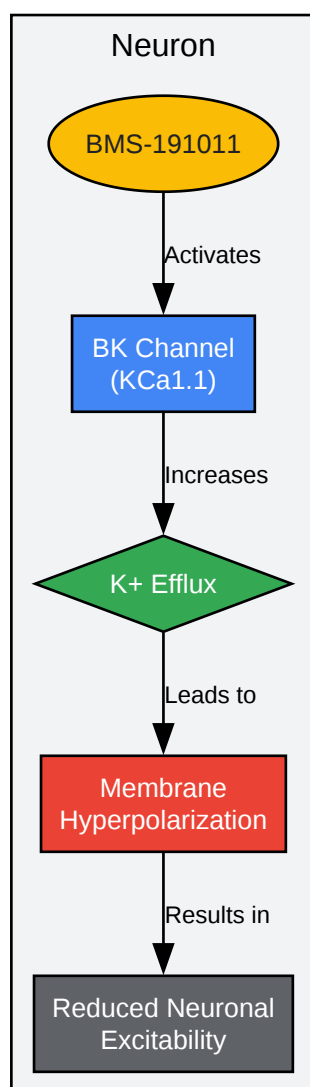 Neuron
BMS-191011
Activates
BK Channel
(KCa1.1)
Increases
K+ Efflux
Leads to
Membrane
Hyperpolarization
Results in
Reduced Neuronal
Excitability